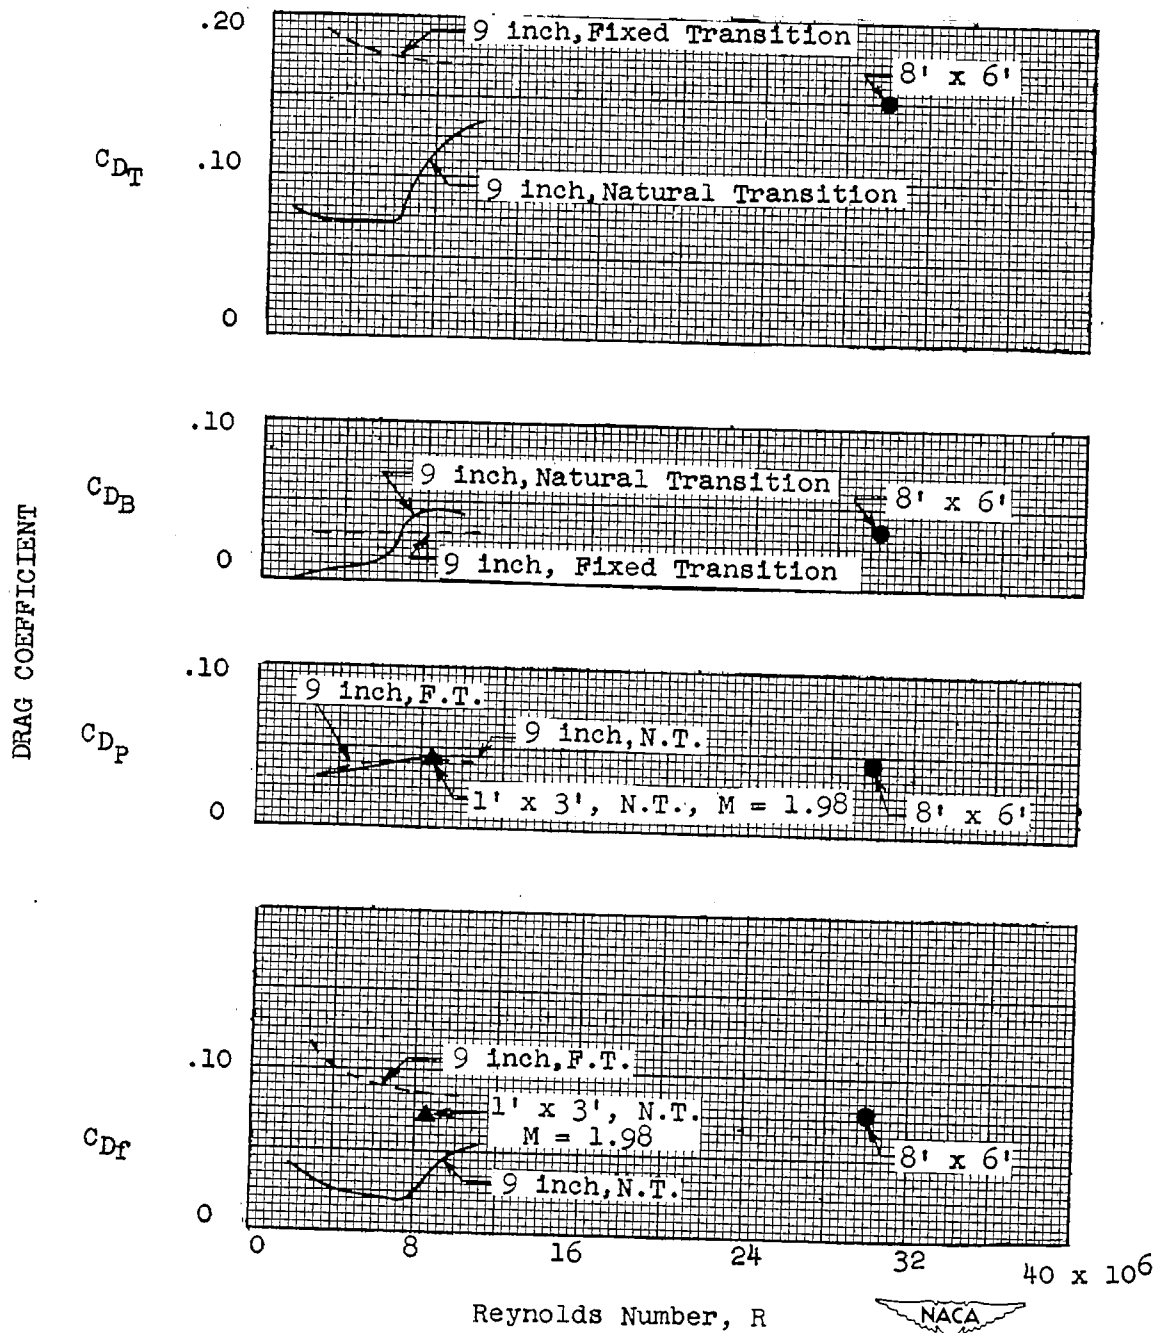 .20
9 inch, Fixed Transition
8' x 6'
C_{D_T}
.10
9 inch, Natural Transition
0
.10
9 inch, Natural Transition
C_{D_B}
8' x 6'
0
9 inch, Fixed Transition
DRAG COEFFICIENT
.10
9 inch, F.T.
C_{D_P}
9 inch, N.T.
1' x 3', N.T., M = 1.98
0
8' x 6'
.10
9 inch, F.T.
1' x 3', N.T.
M = 1.98
C_{Df}
8' x 6'
9 inch, N.T.
0
0 8 16 24 32 40 x 10^6
Reynolds Number, R
NACA